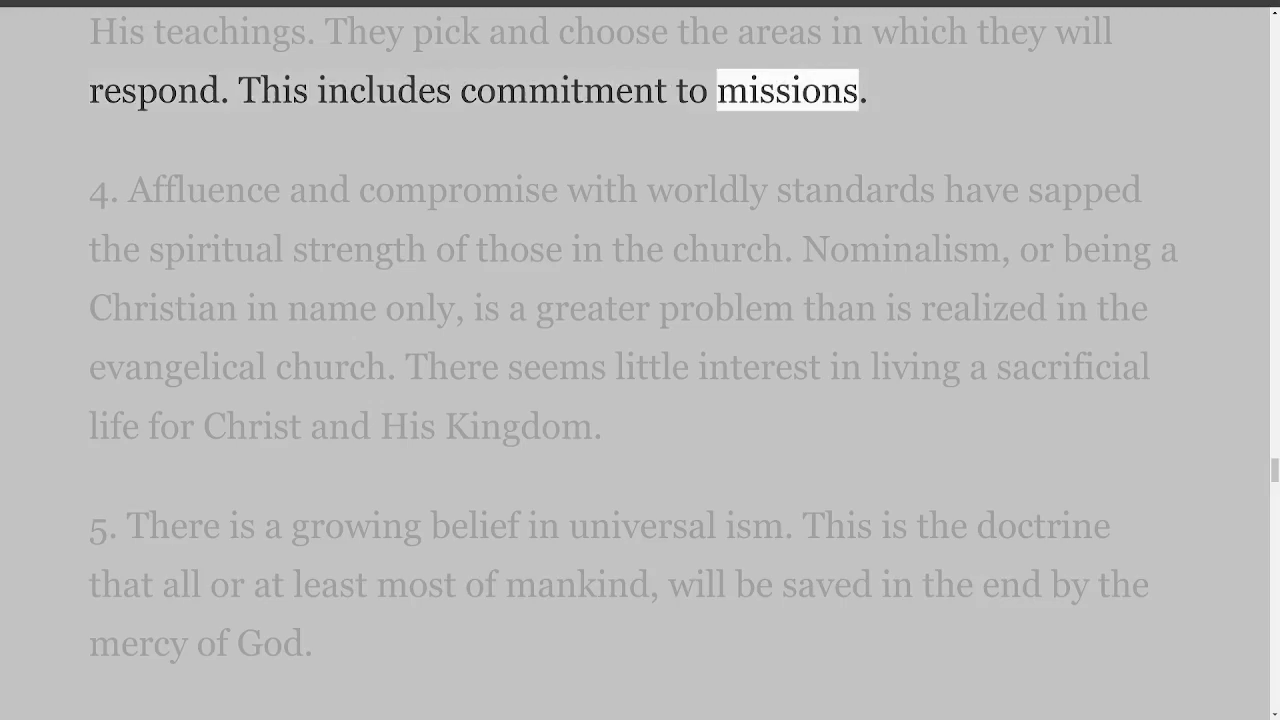 His teachings. They pick and choose the areas in which they will
respond. This includes commitment to missions.
4. Affluence and compromise with worldly standards have sapped
the spiritual strength of those in the church. Nominalism, or being a
Christian in name only, is a greater problem than is realized in the
evangelical church. There seems little interest in living a sacrificial
life for Christ and His Kingdom.
5. There is a growing belief in universal ism. This is the doctrine
that all or at least most of mankind, will be saved in the end by the
mercy of God.